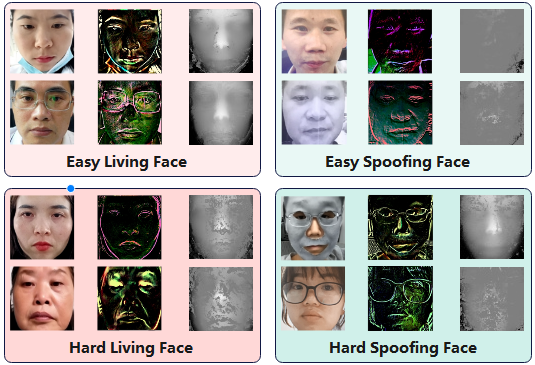 Easy Living Face
Easy Spoofing Face
Hard Living Face
Hard Spoofing Face